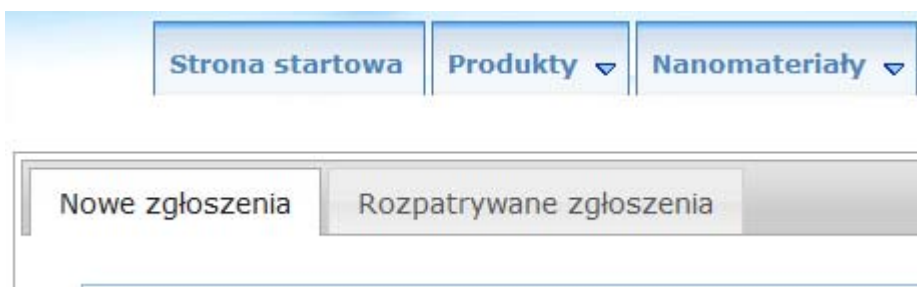 Strona startowa Produkty Nanomateriały
Nowe zgłoszenia Rozpatrywane zgłoszenia